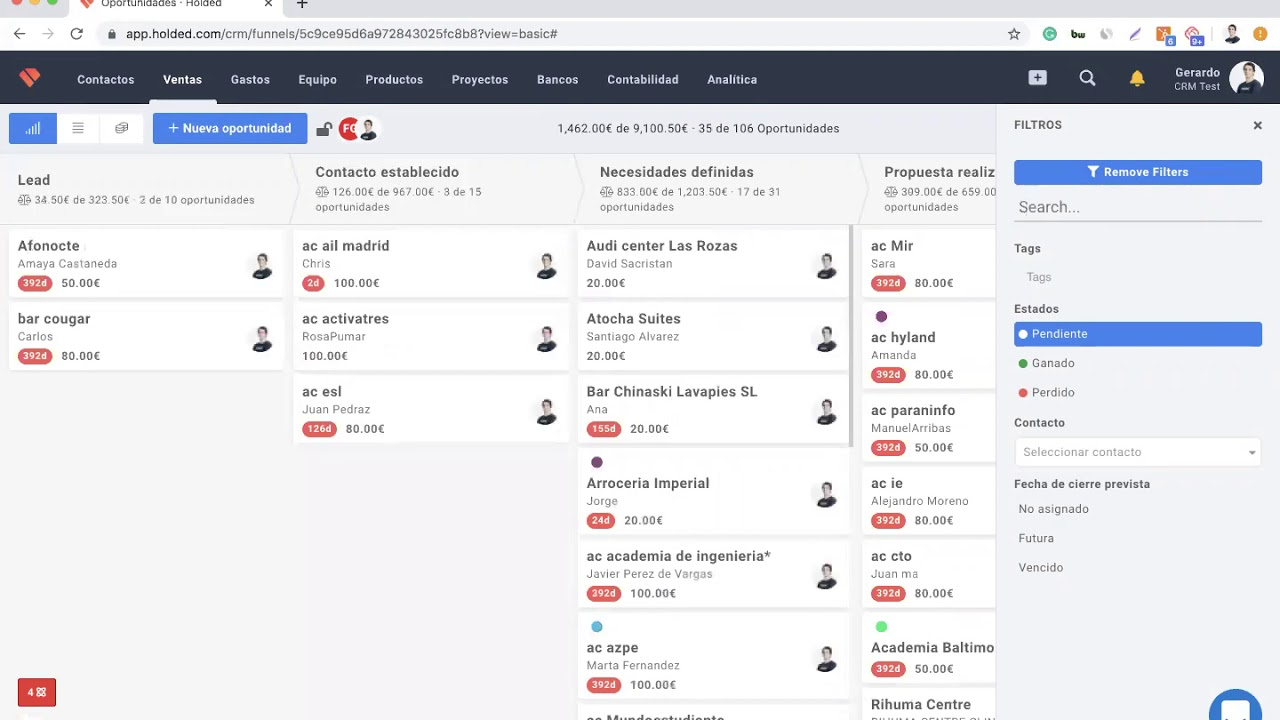 Oportunidades · Holded
app.holded.com/crm/funnels/5c9ce95d6a972843025fc8b8?view=basic#
bw
6
9+
Contactos
Ventas
Gastos
Equipo
Productos
Proyectos
Bancos
Contabilidad
Analítica
Gerardo
CRM Test
+ Nueva oportunidad
1,462.00€ de 9,100.50€ · 35 de 106 Oportunidades
Lead
34.50€ de 323.50€ · 2 de 10 oportunidades
Afonocte
Amaya Castaneda
392d 50.00€
bar cougar
Carlos
392d 80.00€
4
Contacto establecido
126.00€ de 967.00€ · 3 de 15
oportunidades
ac ail madrid
Chris
2d 100.00€
ac activatres
RosaPumar
100.00€
ac esl
Juan Pedraz
126d 80.00€
Necesidades definidas
833.00€ de 1,203.50€ · 17 de 31
oportunidades
Audi center Las Rozas
David Sacristan
20.00€
Atocha Suites
Santiago Alvarez
20.00€
Bar Chinaski Lavapies SL
Ana
155d 20.00€
Arroceria Imperial
Jorge
24d 20.00€
ac academia de ingenieria*
Javier Perez de Vargas
392d 100.00€
ac azpe
Marta Fernandez
392d 100.00€
ac Mundoestudiante
Propuesta realiz
309.00€ de 659.00
oportunidades
ac Mir
Sara
392d 80.00€
ac hyland
Amanda
392d 80.00€
ac paraninfo
ManuelArribas
392d 50.00€
ac ie
Alejandro Moreno
392d 80.00€
ac cto
Juan ma
392d 80.00€
Academia Baltimo
392d 50.00€
Rihuma Centre
FILTROS
Remove Filters
Search...
Tags
Tags
Estados
Pendiente
Ganado
Perdido
Contacto
Seleccionar contacto
Fecha de cierre prevista
No asignado
Futura
Vencido